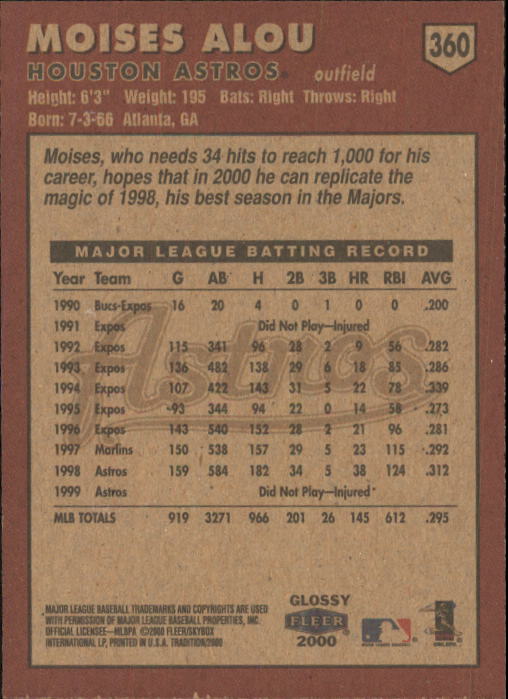 MOISES ALOU
360
HOUSTON ASTROS® outfield
Height: 6'3" Weight: 195 Bats: Right Throws: Right
Born: 7-3-66 Atlanta, GA
Moises, who needs 34 hits to reach 1,000 for his
career, hopes that in 2000 he can replicate the
magic of 1998, his best season in the Majors.
MAJOR LEAGUE BATTING RECORD
Year Team G AB H 2B 3B HR RBI AVG
1990 Bucs-Expos 16 20 4 0 1 0 0 .200
1991 Expos Did Not Play—Injured
1992 Expos 115 341 96 28 2 9 56 .282
1993 Expos 136 482 138 29 6 18 85 .286
1994 Expos 107 422 143 31 5 22 78 .339
1995 Expos 93 344 94 22 0 14 58 .273
1996 Expos 143 540 152 28 2 21 96 .281
1997 Marlins 150 538 157 29 5 23 115 .292
1998 Astros 159 584 182 34 5 38 124 .312
1999 Astros Did Not Play—Injured
MLB TOTALS 919 3271 966 201 26 145 612 .295
Astros
MAJOR LEAGUE BASEBALL TRADEMARKS AND COPYRIGHTS ARE USED
WITH PERMISSION OF MAJOR LEAGUE BASEBALL PROPERTIES, INC.
OFFICIAL LICENSEE—MLBPA ©2000 FLEER/SKYBOX
INTERNATIONAL LP, PRINTED IN U.S.A. TRADITION/2000
GLOSSY
FLEER
2000